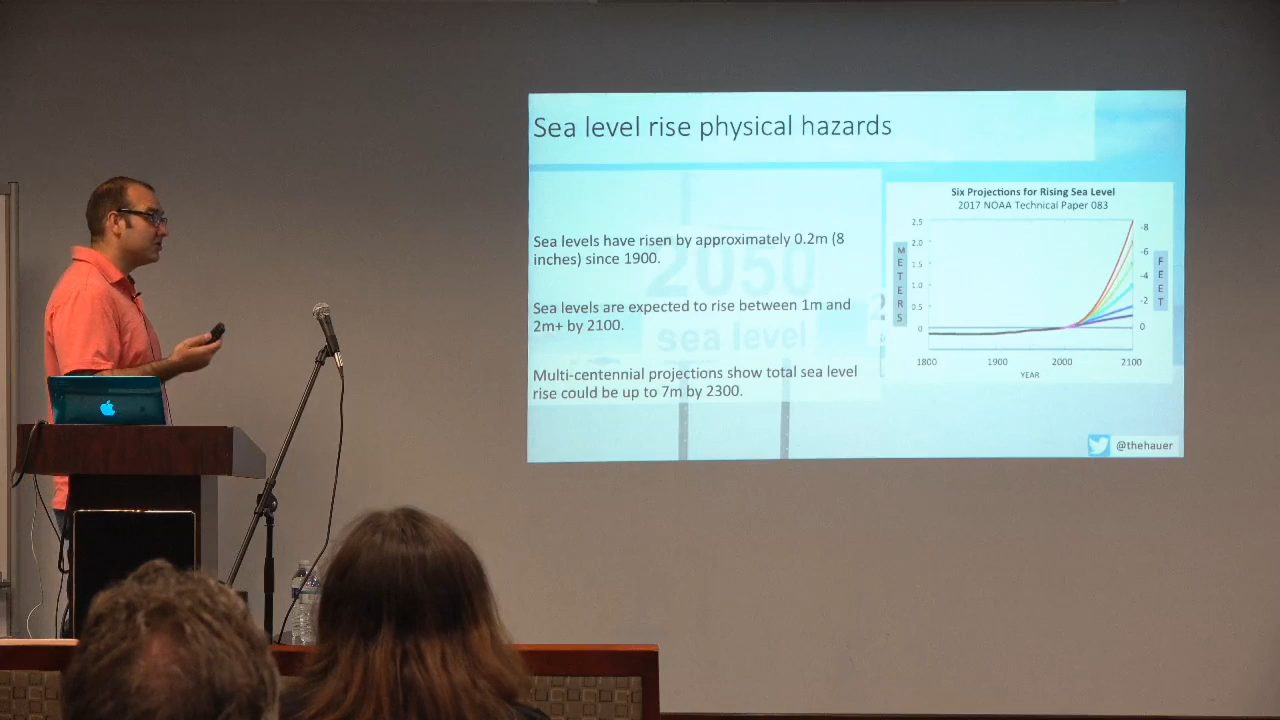 Sea level rise physical hazards
Sea levels have risen by approximately 0.2m (8
inches) since 1900.
Sea levels are expected to rise between 1m and
2m+ by 2100.
Multi-centennial projections show total sea level
rise could be up to 7m by 2300.
2050
sea level
Six Projections for Rising Sea Level
2017 NOAA Technical Paper 083
METERS
2.5
2.0
1.5
1.0
0.5
0
-8
-6
-4
-2
0
FEET
1800 1900 2000 2100
YEAR
@thehauer